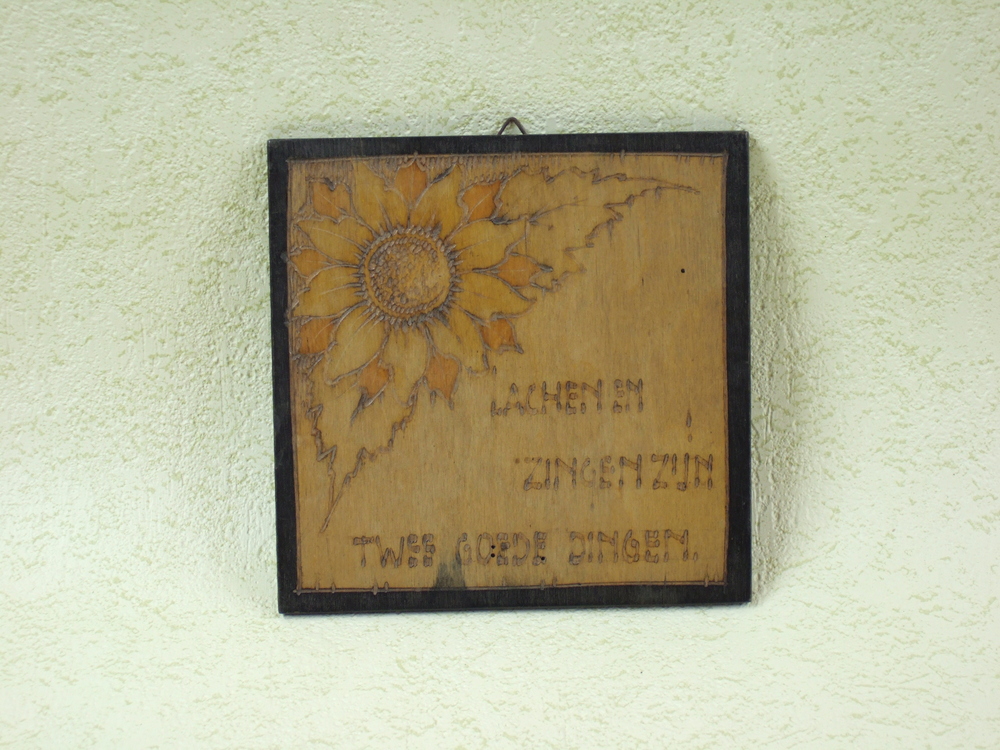 LACHEN EN
ZINGEN ZIJN
TWEE GOEDE DINGEN.